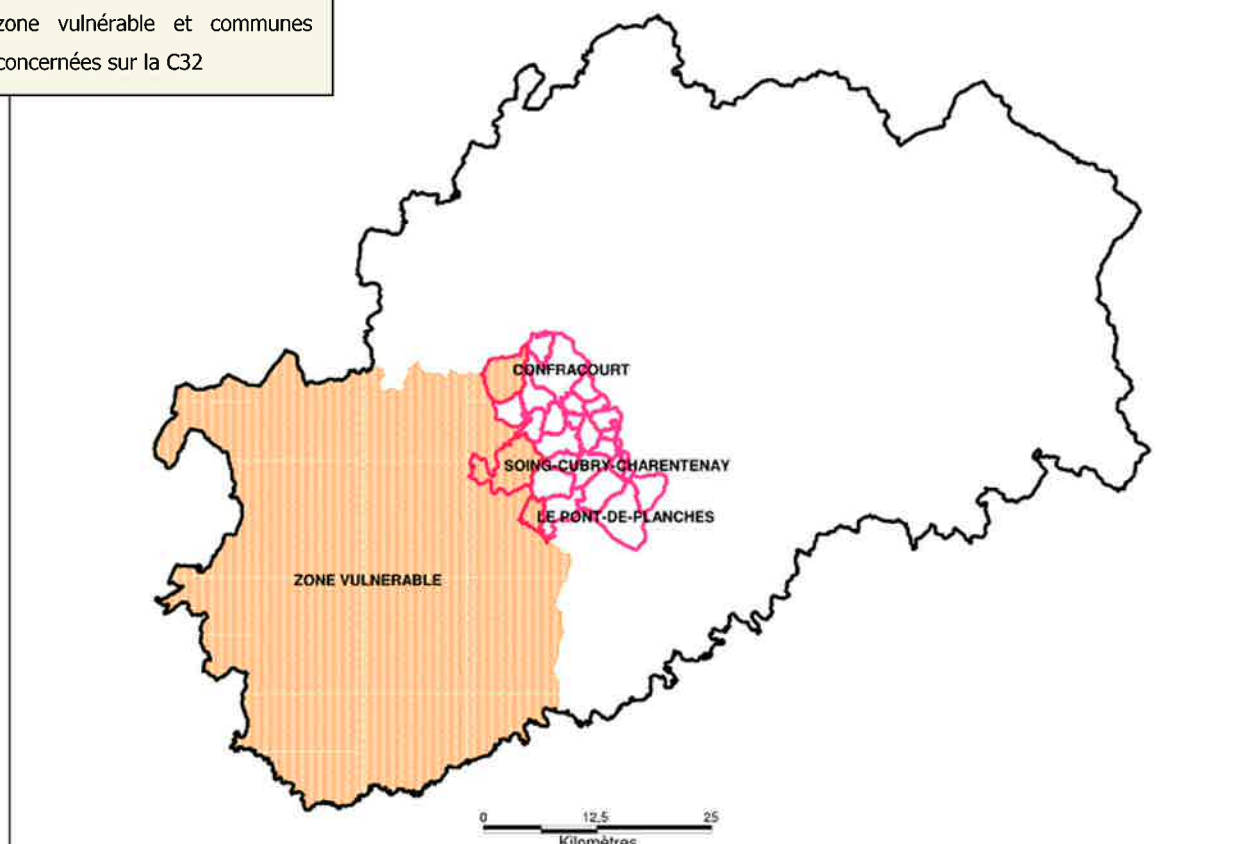 zone vulnérable et communes
concernées sur la C32
CONFRACOURT
SOING-CUBRY-CHARENTENAY
LE PONT-DE-PLANCHES
ZONE VULNERABLE
0 12,5 25
Kilomètres